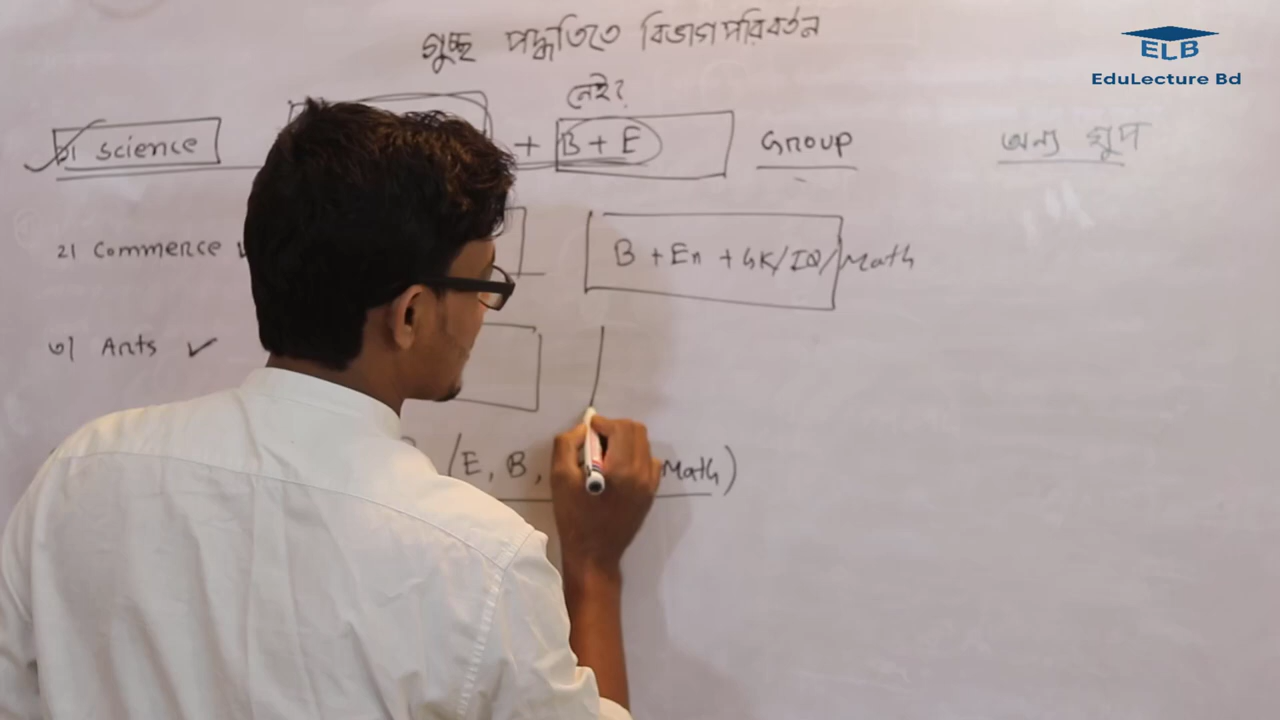 গুচ্ছ পদ্ধতিতে বিভাগ পরিবর্তন
নেই?
ELB
EduLecture Bd
১। Science + B + E Group অন্য গ্রুপ
২। Commerce B + En + GK/IQ/Math
৩। Arts ✓
(E, B, Math)